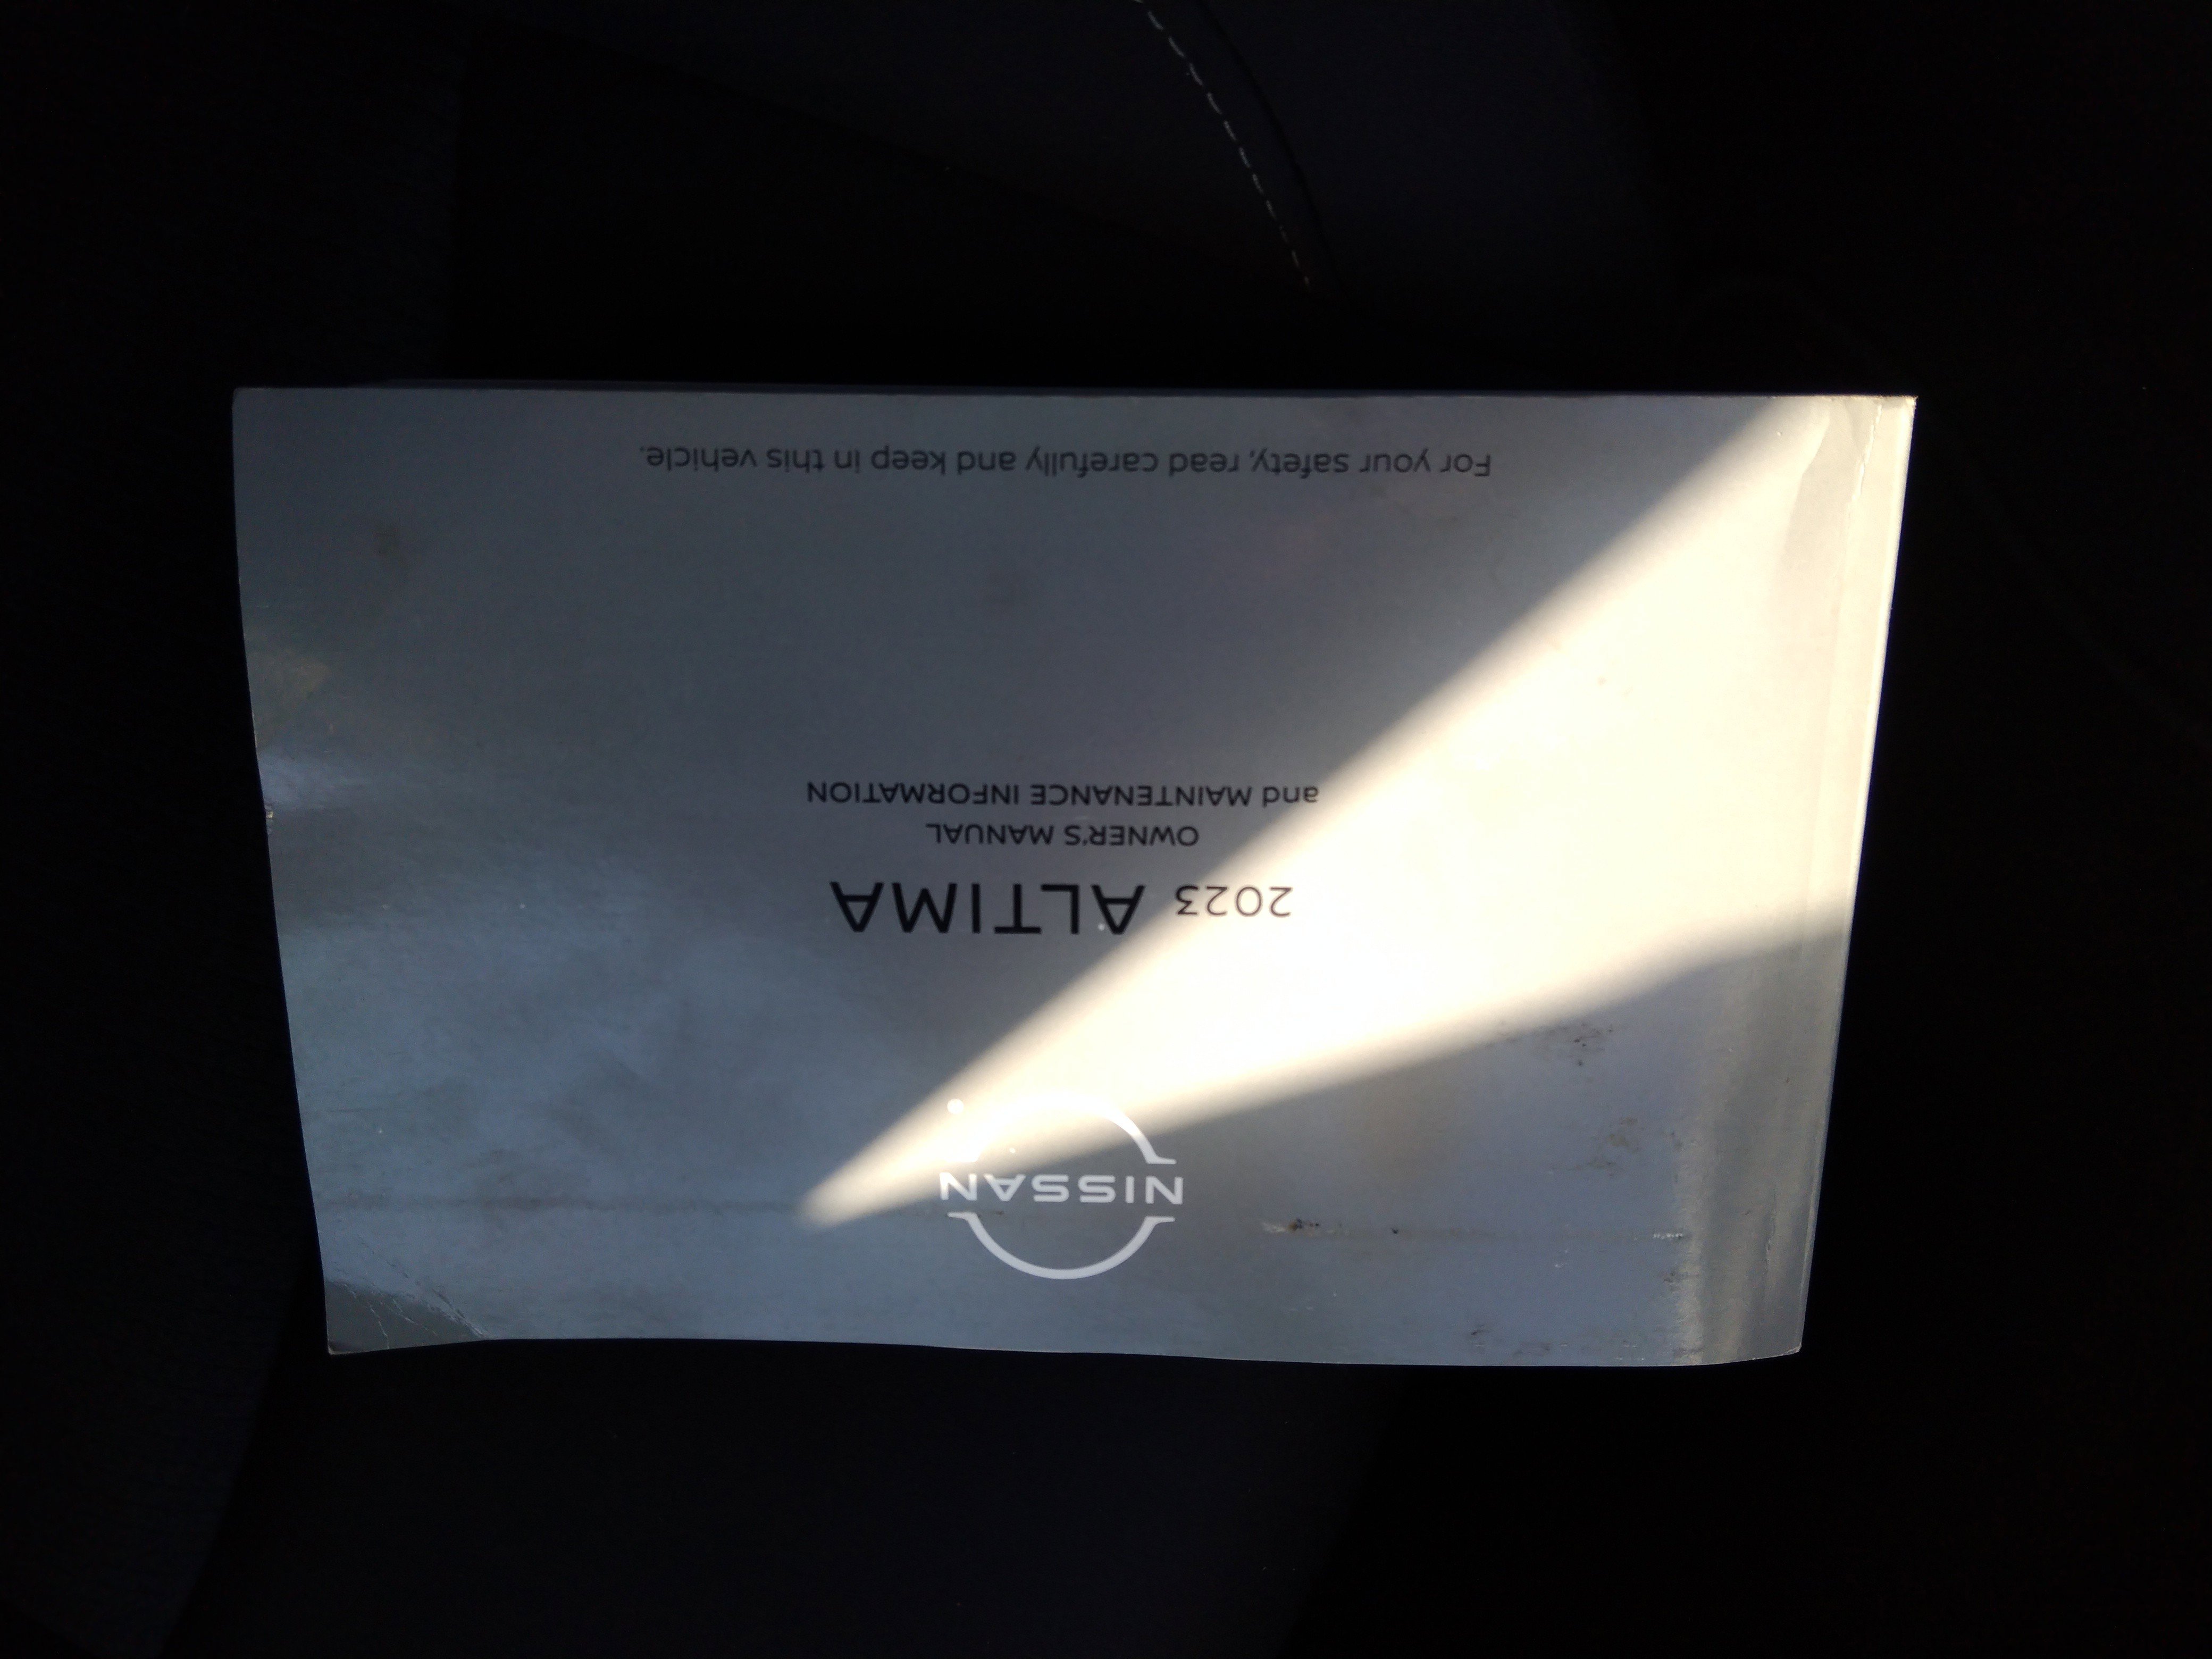 NISSAN
2023 ALTIMA
OWNER'S MANUAL
and MAINTENANCE INFORMATION
For your safety, read carefully and keep in this vehicle.